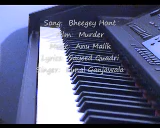 Song: Bheegey Hont
Film: Murder
Music: Anu Malik
Lyrics: Sayeed Quadri
Singer: Kunal Ganjawala